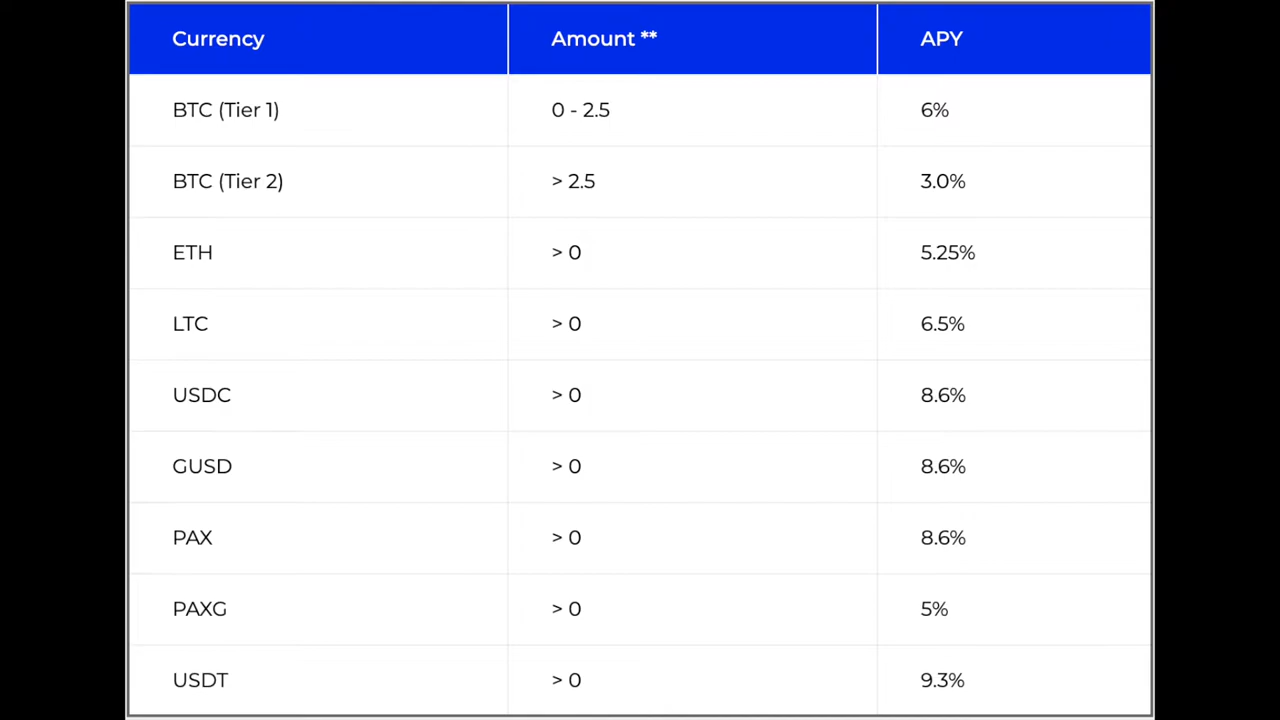 Currency Amount ** APY
BTC (Tier 1) 0 - 2.5 6%
BTC (Tier 2) > 2.5 3.0%
ETH > 0 5.25%
LTC > 0 6.5%
USDC > 0 8.6%
GUSD > 0 8.6%
PAX > 0 8.6%
PAXG > 0 5%
USDT > 0 9.3%